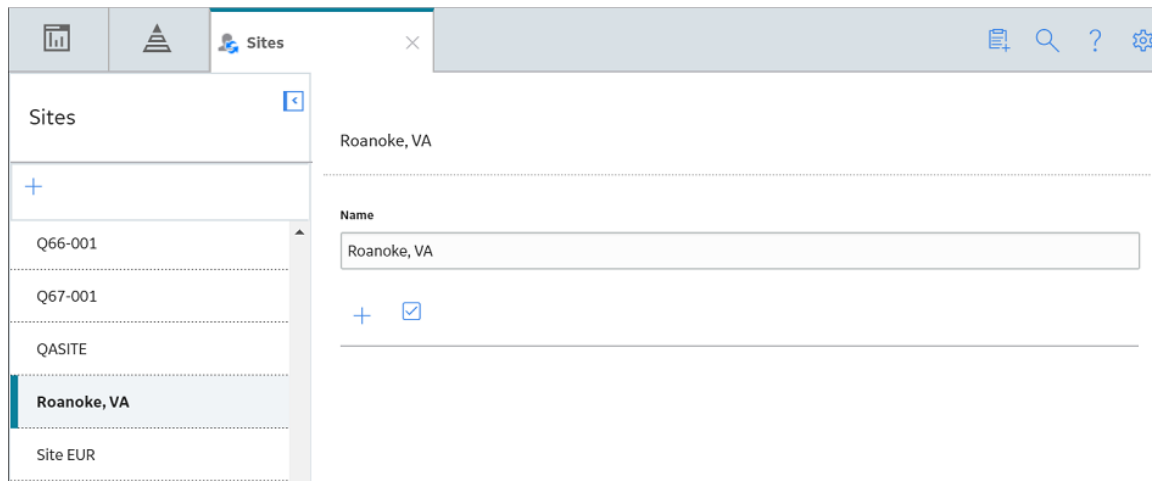 Sites
Sites
Roanoke, VA
Name
Roanoke, VA
Q66-001
Q67-001
QASITE
Roanoke, VA
Site EUR